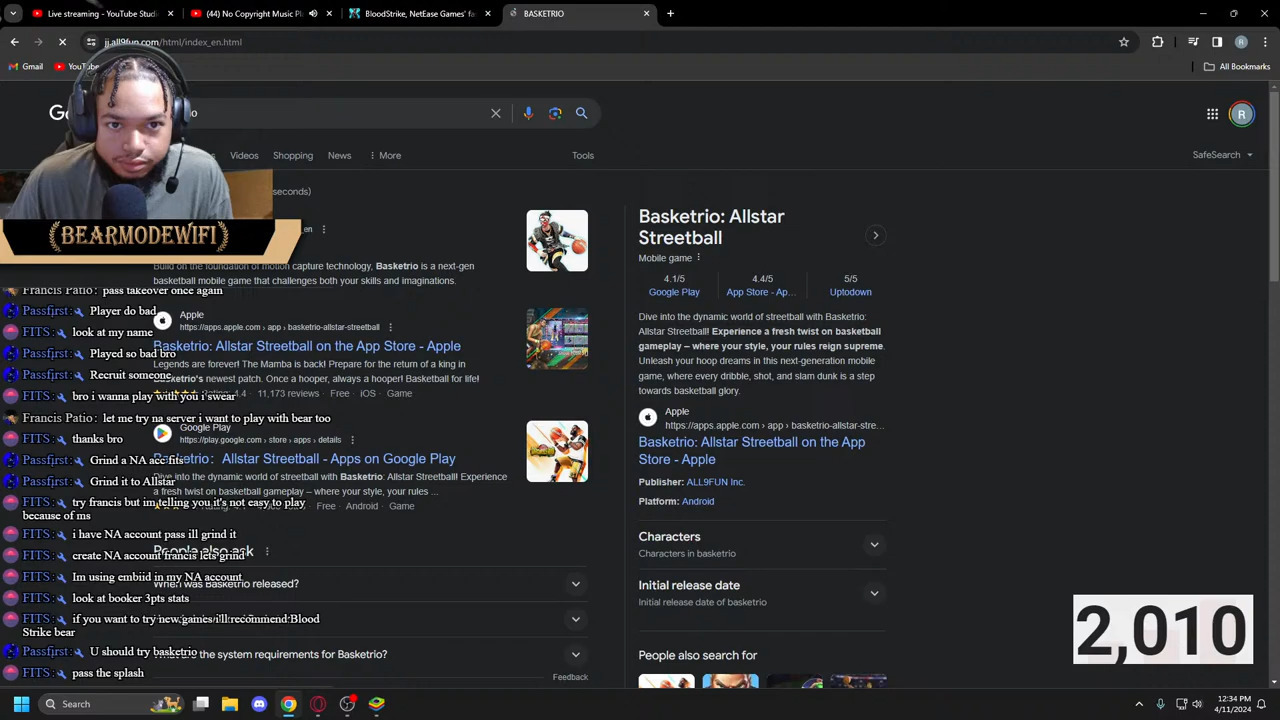 Live streaming - YouTube Studi
(44) No Copyright Music Pl
BloodStrike, NetEase Games' fa
BASKETRIO
jj.all9fun.com/html/index_en.html
Gmail
YouTube
All Bookmarks
Go
io
Videos
Shopping
News
More
Tools
SafeSearch
R
seconds)
BEARMODEWIFI
en
Build on the foundation of motion capture technology, Basketrio is a next-gen
basketball mobile game that challenges both your skills and imaginations.
Apple
https://apps.apple.com › app › basketrio-allstar-streetball
Basketrio: Allstar Streetball on the App Store - Apple
Legends are forever! The Mamba is back! Prepare for the return of a king in
Basketrio's newest patch. Once a hooper, always a hooper! Basketball for life!
Rating: 4.4 · 11,173 reviews · Free · iOS · Game
Google Play
https://play.google.com › store › apps › details
Basketrio： Allstar Streetball - Apps on Google Play
Dive into the dynamic world of streetball with Basketrio: Allstar Streetball! Experience
a fresh twist on basketball gameplay – where your style, your rules ...
Free · Android · Game
People also ask
When was Basketrio released?
What are the system requirements for Basketrio?
Feedback
Francis Patio: pass takeover once again
Passfirst: Player do bad
FITS: look at my name
Passfirst: Played so bad bro
Passfirst: Recruit someone
FITS: bro i wanna play with you i swear
Francis Patio: let me try na server i want to play with bear too
FITS: thanks bro
Passfirst: Grind a NA acc fits
Passfirst: Grind it to Allstar
FITS: try francis but im telling you it's not easy to play
because of ms
FITS: i have NA account pass ill grind it
FITS: create NA account francis lets grind
FITS: Im using embiid in my NA account
FITS: look at booker 3pts stats
FITS: if you want to try new games i'll recommend Blood
Strike bear
Passfirst: U should try basketrio
FITS: pass the splash
Basketrio: Allstar
Streetball
Mobile game
4.1/5
Google Play
4.4/5
App Store - Ap...
5/5
Uptodown
Dive into the dynamic world of streetball with Basketrio:
Allstar Streetball! Experience a fresh twist on basketball
gameplay – where your style, your rules reign supreme.
Unleash your hoop dreams in this next-generation mobile
game, where every dribble, shot, and slam dunk is a step
towards basketball glory.
Apple
https://apps.apple.com › app › basketrio-allstar-stre...
Basketrio: Allstar Streetball on the App
Store - Apple
Publisher: ALL9FUN Inc.
Platform: Android
Characters
Characters in basketrio
Initial release date
Initial release date of basketrio
People also search for
2,010
Search
12:34 PM
4/11/2024